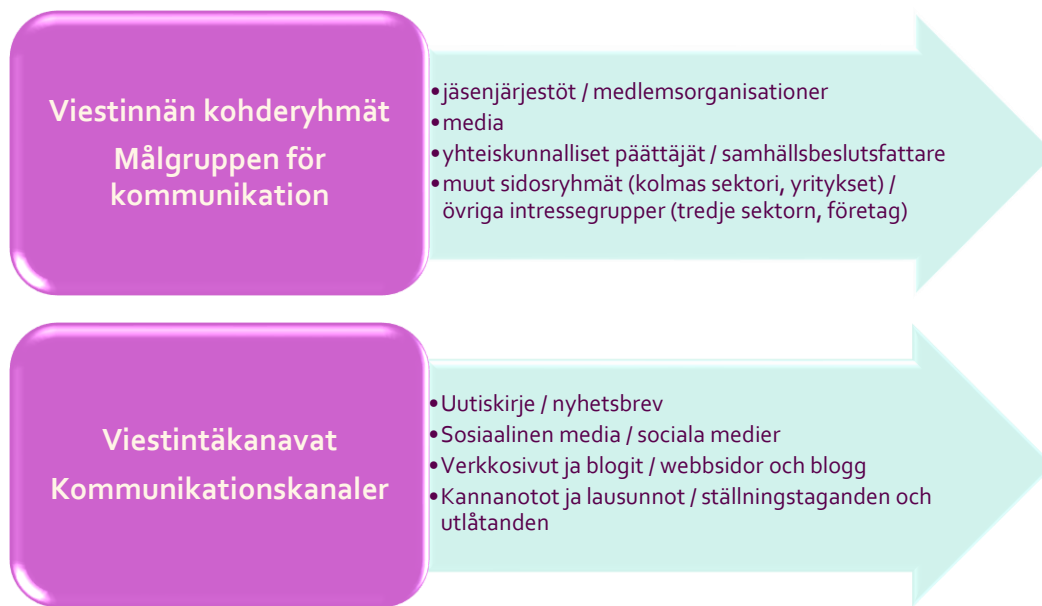 Viestinnän kohderyhmät
Målgruppen för
kommunikation
•jäsenjärjestöt / medlemsorganisationer
•media
•yhteiskunnalliset päättäjät / samhällsbeslutsfattare
•muut sidosryhmät (kolmas sektori, yritykset) /
övriga intressegrupper (tredje sektorn, företag)
Viestintäkanavat
Kommunikationskanaler
•Uutiskirje / nyhetsbrev
•Sosiaalinen media / sociala medier
•Verkkosivut ja blogit / webbsidor och blogg
•Kannanotot ja lausunnot / ställningstaganden och
utlåtanden